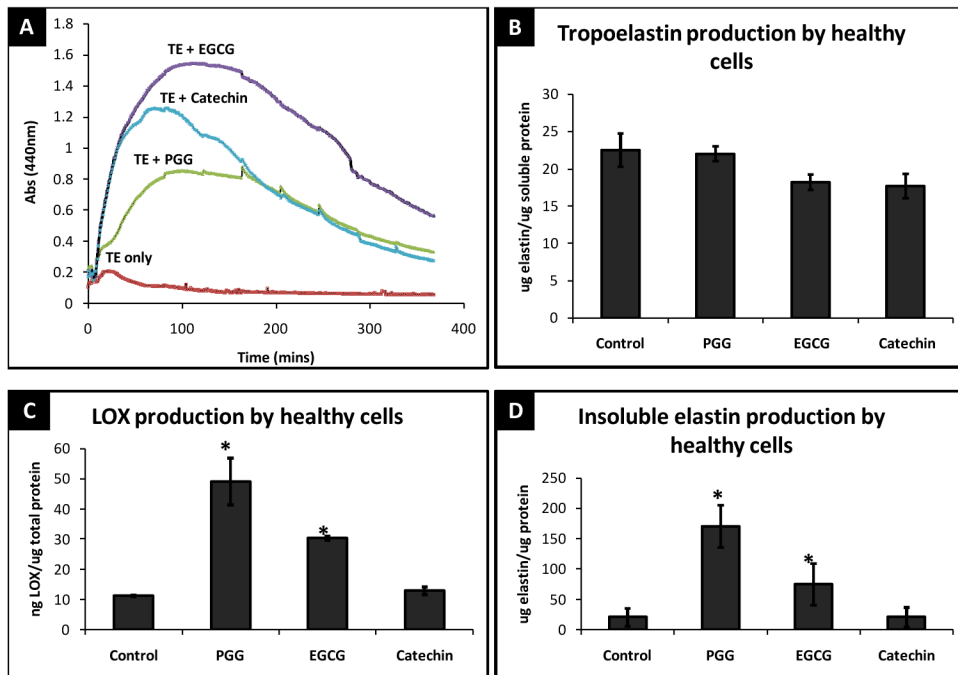 A
TE + EGCG
TE + Catechin
TE + PGG
TE only
Abs (440nm)
1.8
1.6
1.4
1.2
1
0.8
0.6
0.4
0.2
0
0 100 200 300 400
Time (mins)
B
Tropoelastin production by healthy
cells
ug elastin/ug soluble protein
30
25
20
15
10
5
0
Control PGG EGCG Catechin
C
LOX production by healthy cells
ng LOX/ug total protein
60
50
40
30
20
10
0
*
*
Control PGG EGCG Catechin
D
Insoluble elastin production by
healthy cells
ug elastin/ug protein
250
200
150
100
50
0
*
*
Control PGG EGCG Catechin